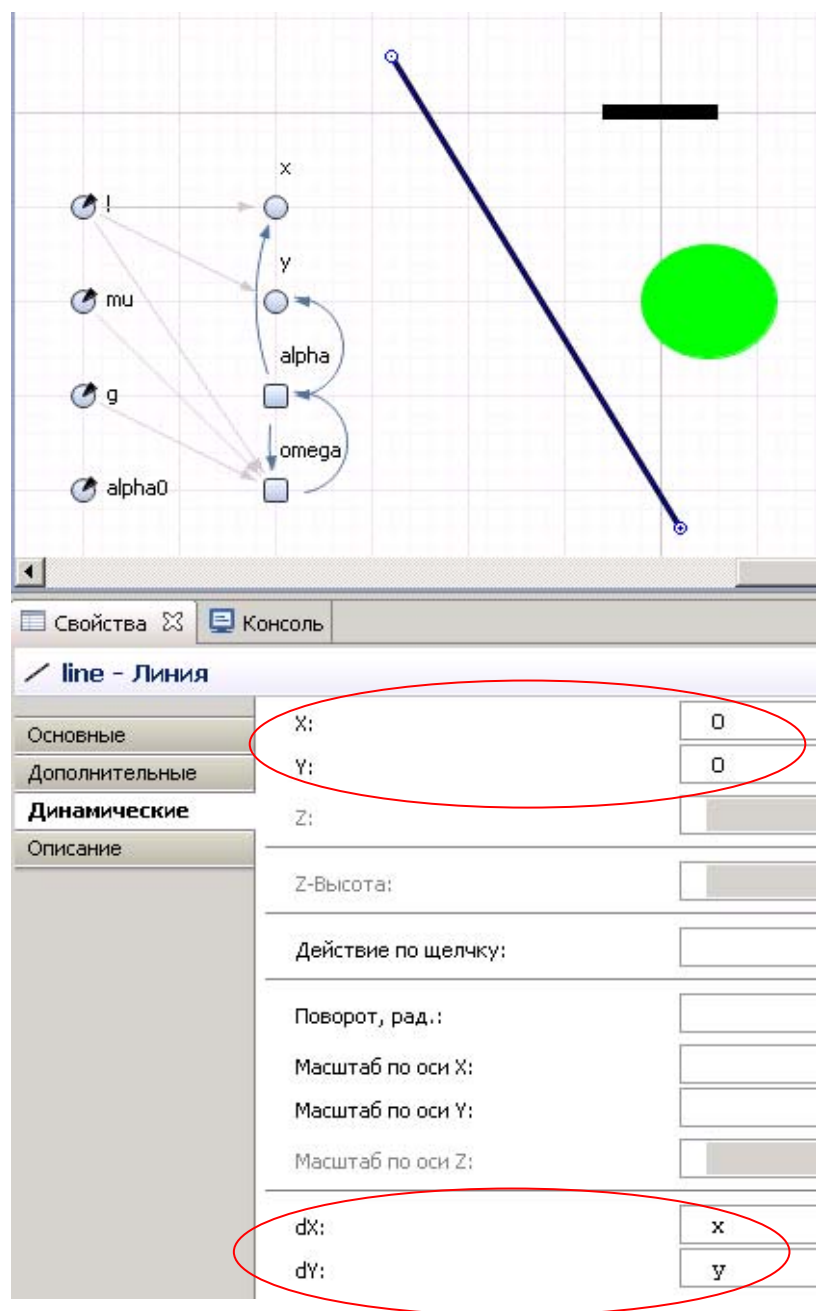 x
!
y
mu
alpha
g
omega
alpha0
Свойства
Консоль
line - Линия
Основные
Дополнительные
Динамические
Описание
X: 0
Y: 0
Z:
Z-Высота:
Действие по щелчку:
Поворот, рад.:
Масштаб по оси X:
Масштаб по оси Y:
Масштаб по оси Z:
dX: x
dY: y